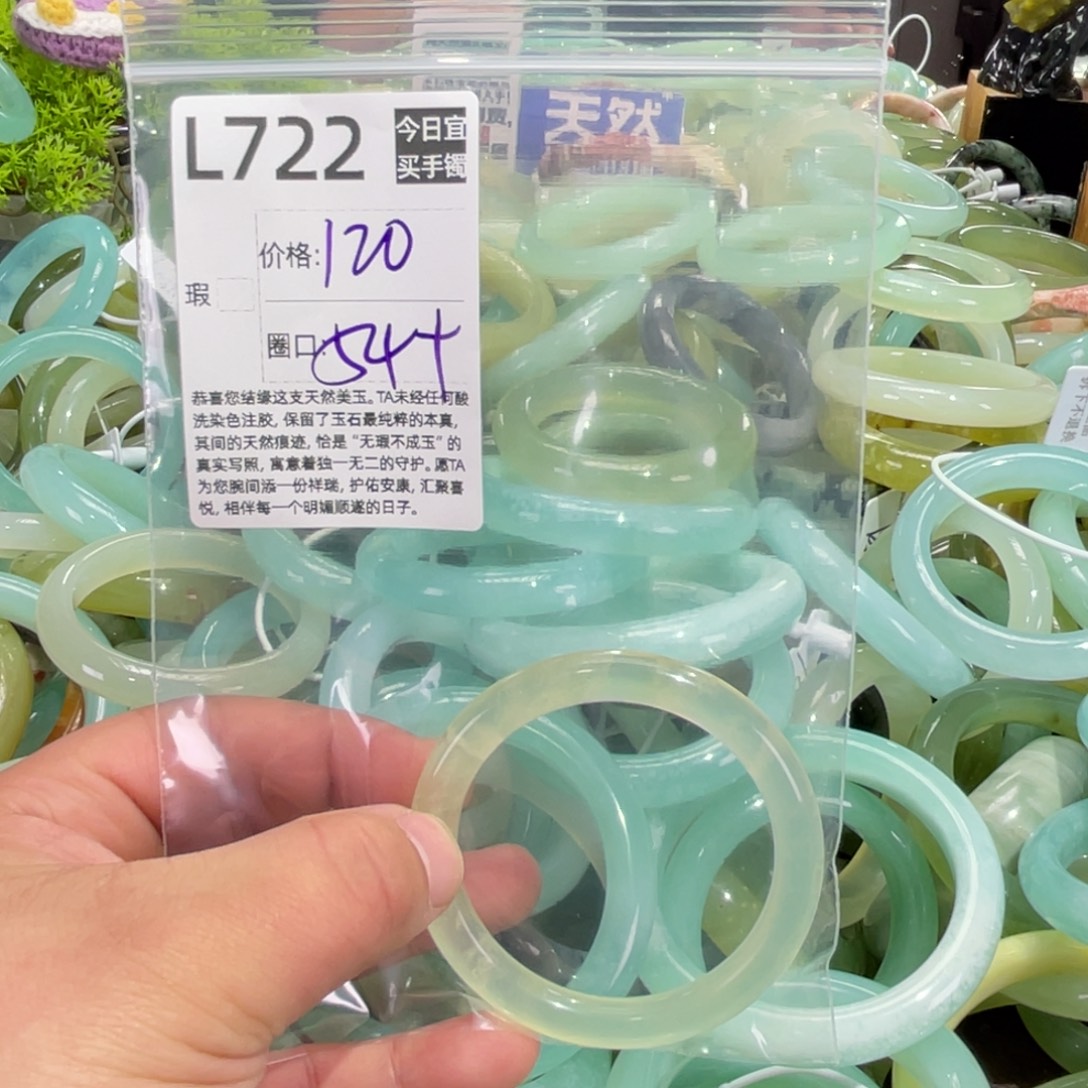 L722
今日宜
买手镯
天然
价格:120
瑕
圈口:544
恭喜您结缘这支天然美玉。TA未经任何酸
洗染色注胶, 保留了玉石最纯粹的本真,
其间的天然痕迹, 恰是“无瑕不成玉”的
真实写照, 寓意着独一无二的守护。愿TA
为您腕间添一份祥瑞, 护佑安康, 汇聚喜
悦, 相伴每一个明媚顺遂的日子。